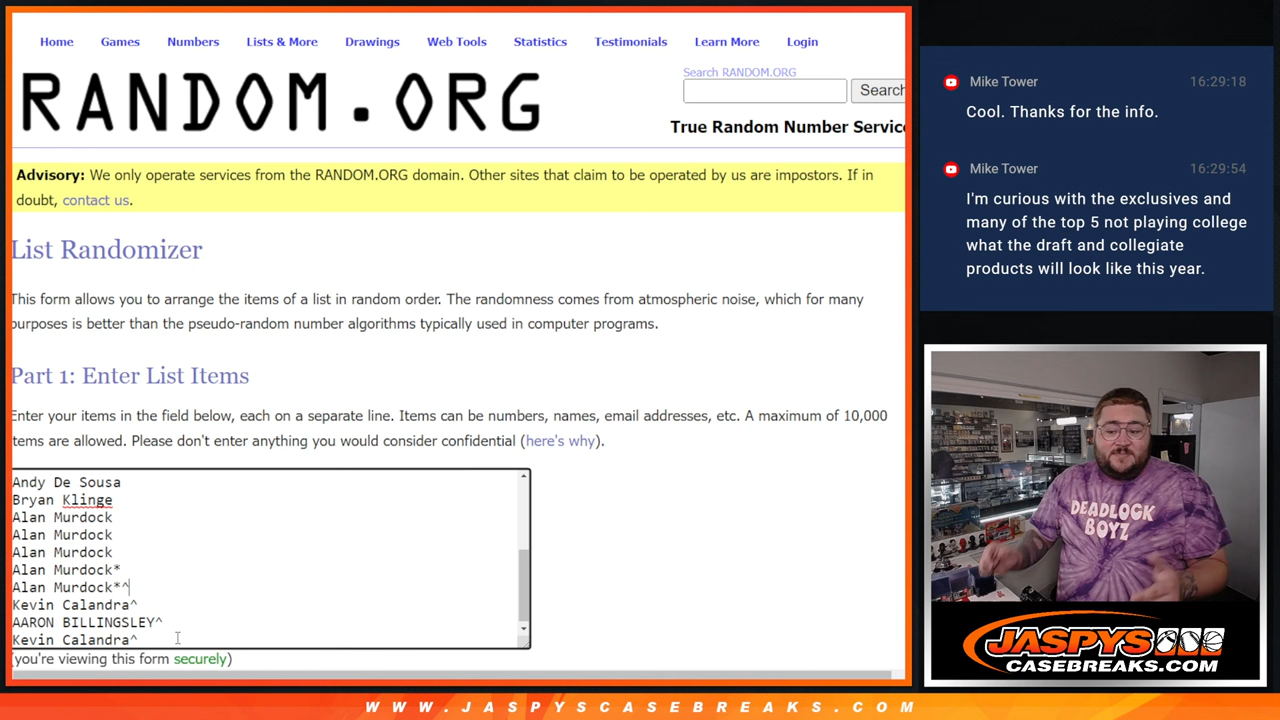 Home Games Numbers Lists & More Drawings Web Tools Statistics Testimonials Learn More Login
RANDOM.ORG
Search RANDOM.ORG
Search
True Random Number Service
Advisory: We only operate services from the RANDOM.ORG domain. Other sites that claim to be operated by us are impostors. If in
doubt, contact us.
List Randomizer
This form allows you to arrange the items of a list in random order. The randomness comes from atmospheric noise, which for many
purposes is better than the pseudo-random number algorithms typically used in computer programs.
Part 1: Enter List Items
Enter your items in the field below, each on a separate line. Items can be numbers, names, email addresses, etc. A maximum of 10,000
items are allowed. Please don't enter anything you would consider confidential (here's why).
Andy De Sousa
Bryan Klinge
Alan Murdock
Alan Murdock
Alan Murdock
Alan Murdock*
Alan Murdock*^
Kevin Calandra^
AARON BILLINGSLEY^
Kevin Calandra^
(you're viewing this form securely)
Mike Tower 16:29:18
Cool. Thanks for the info.
Mike Tower 16:29:54
I'm curious with the exclusives and
many of the top 5 not playing college
what the draft and collegiate
products will look like this year.
DEADLOCK
BOYZ
JASPYS
CASEBREAKS.COM
WWW.JASPYSCASEBREAKS.COM